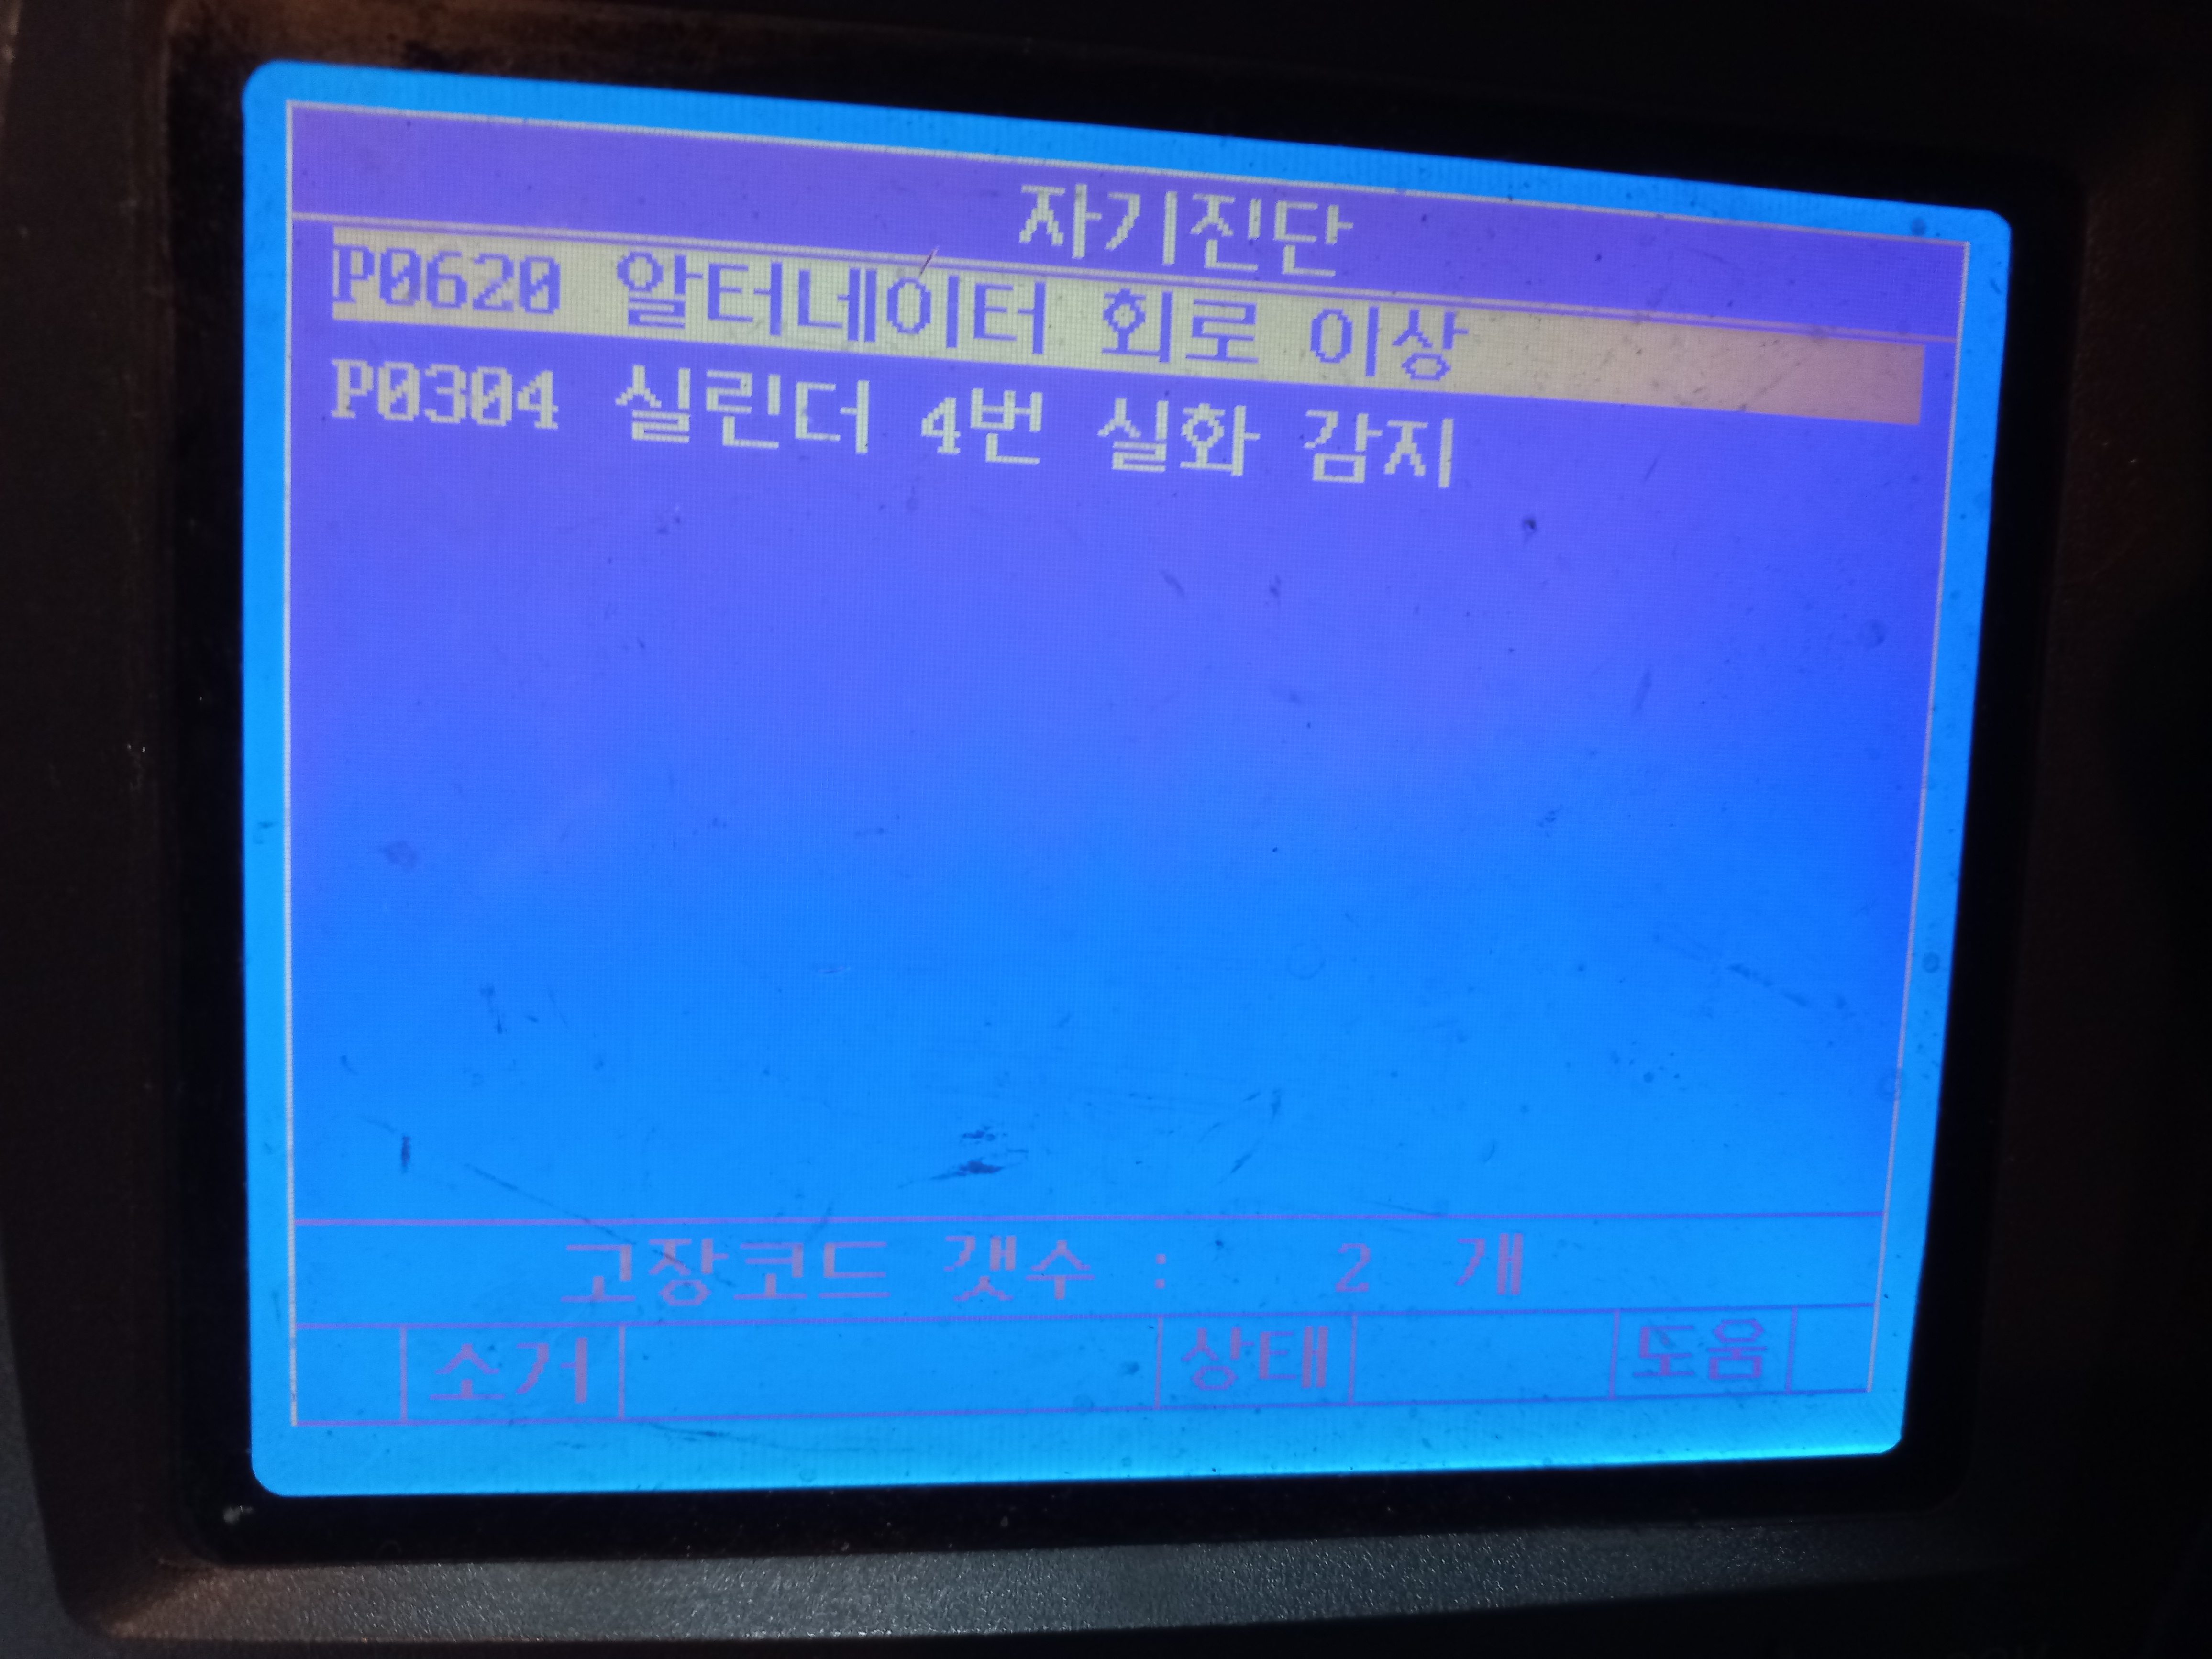 자기진단
P0620 알터네이터 회로 이상
P0304 실린더 4번 실화 감지
고장코드 갯수 : 2 개
소거 상태 도움